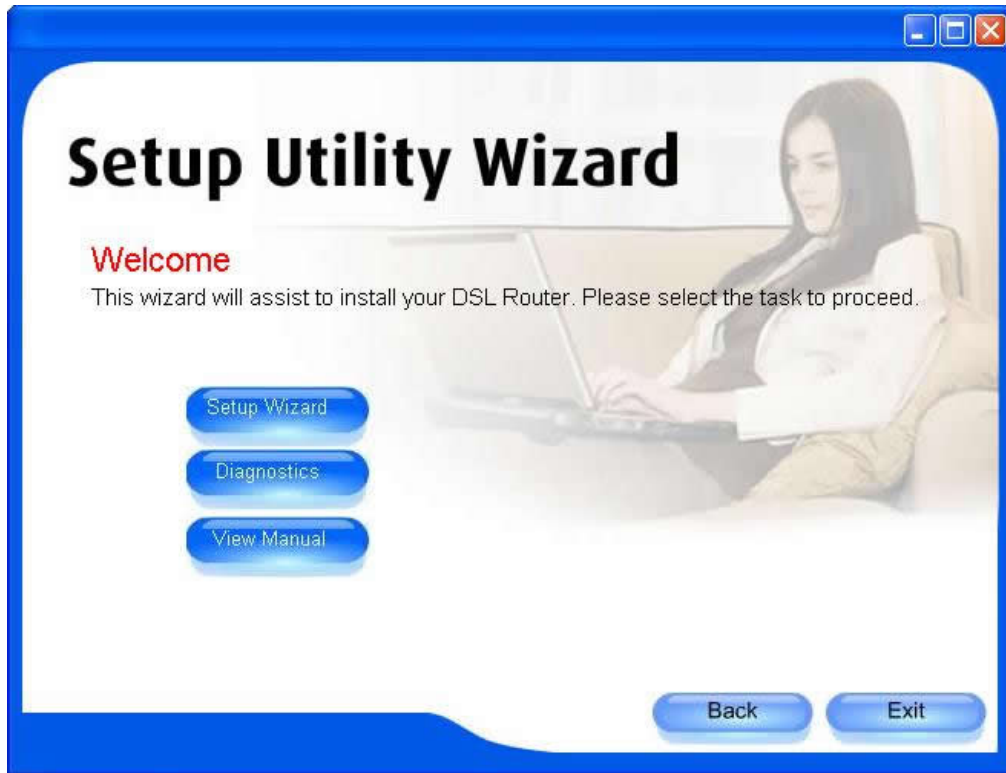 Setup Utility Wizard
Welcome
This wizard will assist to install your DSL Router. Please select the task to proceed.
Setup Wizard
Diagnostics
View Manual
Back
Exit